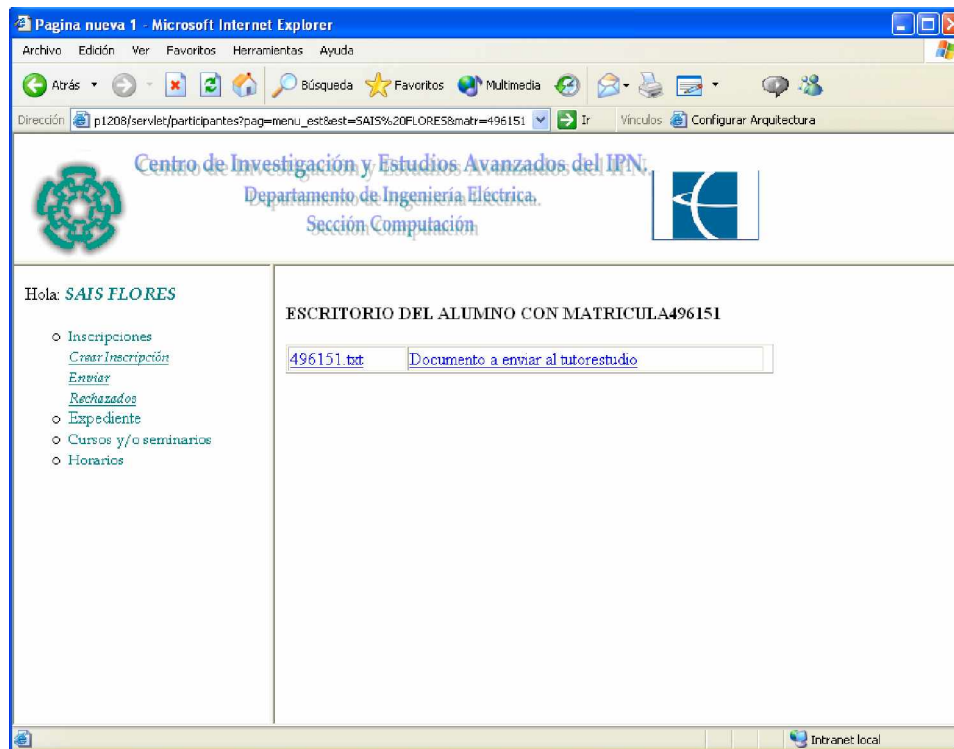 Pagina nueva 1 - Microsoft Internet Explorer
Archivo Edición Ver Favoritos Herramientas Ayuda
Atrás Búsqueda Favoritos Multimedia
Dirección p1208/servlet/participantes?pag=menu_est&est=SAIS%20FLORES&matr=496151 Ir Vínculos Configurar Arquitectura
Centro de Investigación y Estudios Avanzados del IPN.
Departamento de Ingeniería Eléctrica.
Sección Computación
Hola: SAIS FLORES
Inscripciones
Crear Inscripción
Enviar
Rechazados
Expediente
Cursos y/o seminarios
Horarios
ESCRITORIO DEL ALUMNO CON MATRICULA496151
496151.txt Documento a enviar al tutorestudio
Intranet local